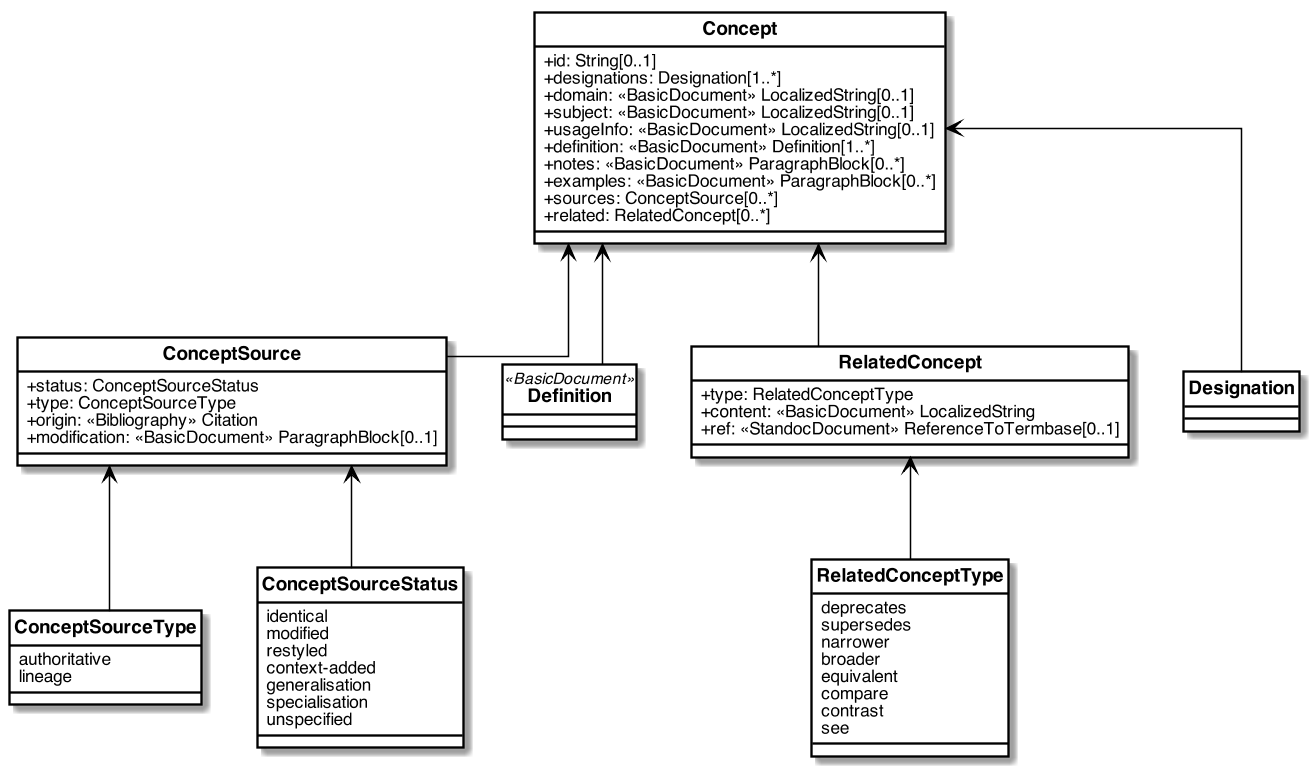 Concept
+id: String[0..1]
+designations: Designation[1..*]
+domain: «BasicDocument» LocalizedString[0..1]
+subject: «BasicDocument» LocalizedString[0..1]
+usageInfo: «BasicDocument» LocalizedString[0..1]
+definition: «BasicDocument» Definition[1..*]
+notes: «BasicDocument» ParagraphBlock[0..*]
+examples: «BasicDocument» ParagraphBlock[0..*]
+sources: ConceptSource[0..*]
+related: RelatedConcept[0..*]
ConceptSource
+status: ConceptSourceStatus
+type: ConceptSourceType
+origin: «Bibliography» Citation
+modification: «BasicDocument» ParagraphBlock[0..1]
«BasicDocument»
Definition
RelatedConcept
+type: RelatedConceptType
+content: «BasicDocument» LocalizedString
+ref: «StandocDocument» ReferenceToTermbase[0..1]
Designation
ConceptSourceType
authoritative
lineage
ConceptSourceStatus
identical
modified
restyled
context-added
generalisation
specialisation
unspecified
RelatedConceptType
deprecates
supersedes
narrower
broader
equivalent
compare
contrast
see